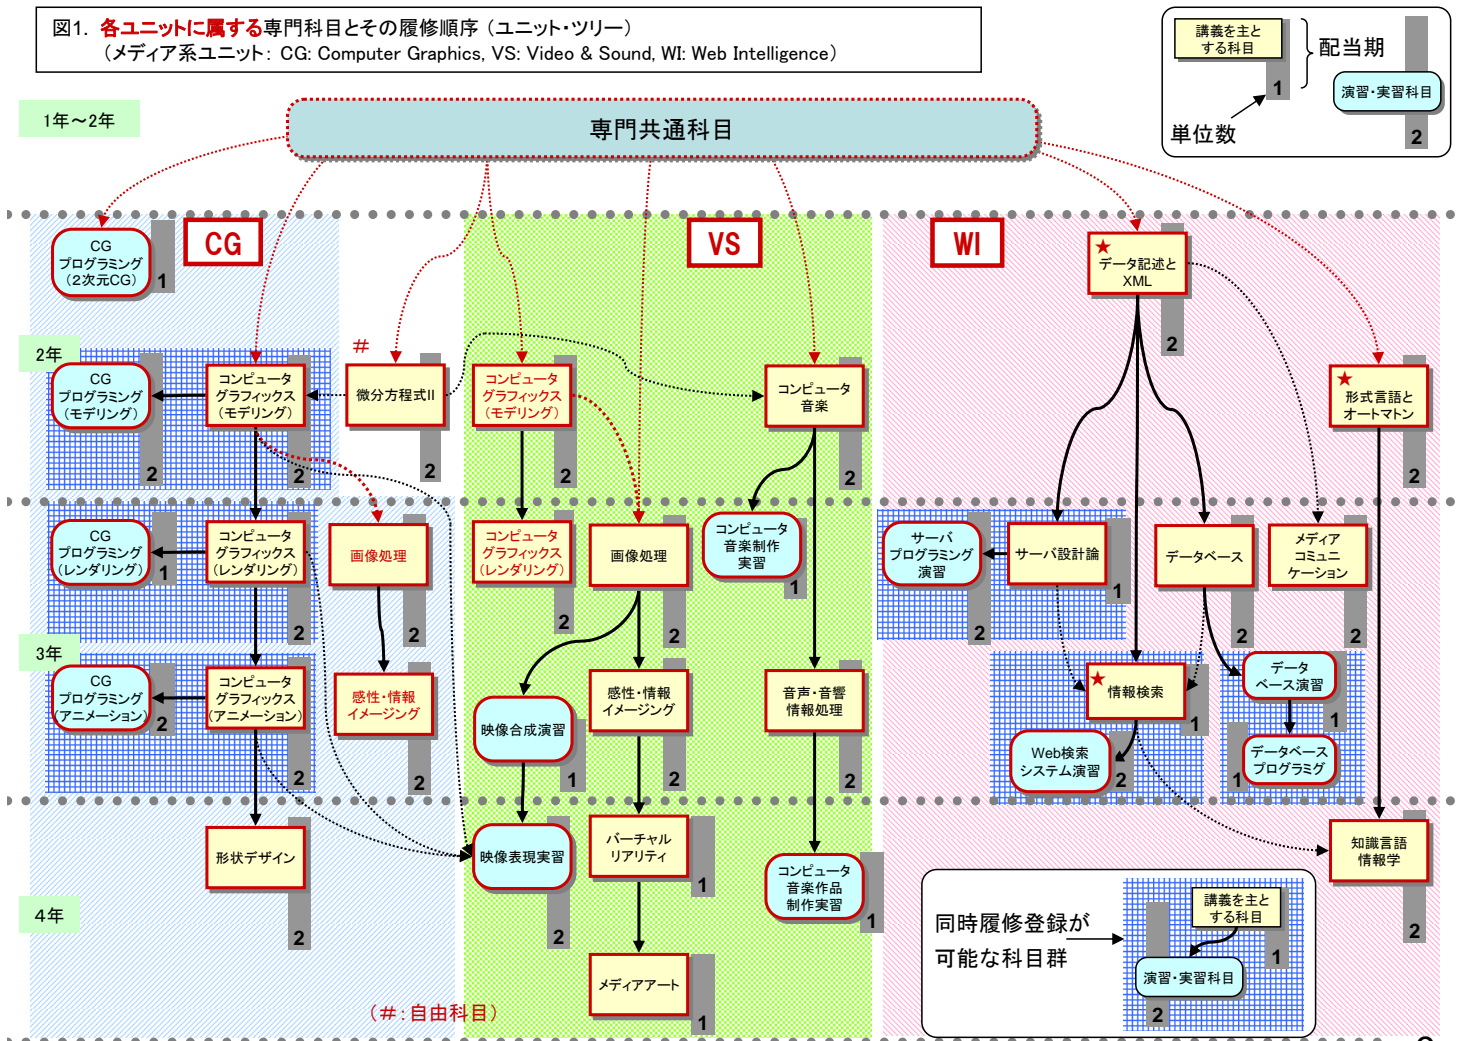 図1. 各ユニットに属する専門科目とその履修順序(ユニット・ツリー)
(メディア系ユニット: CG: Computer Graphics, VS: Video & Sound, WI: Web Intelligence)
講義を主と
する科目
配当期
1
単位数
演習・実習科目
2
1年～2年
専門共通科目
CG
VS
WI
CG
プログラミング
(2次元CG)
1
★
データ記述と
XML
2
2年
CG
プログラミング
(モデリング)
2
コンピュータ
グラフィックス
(モデリング)
2
#
微分方程式II
2
コンピュータ
グラフィックス
(モデリング)
2
コンピュータ
音楽
2
★
形式言語と
オートマトン
2
3年
CG
プログラミング
(レンダリング)
1
コンピュータ
グラフィックス
(レンダリング)
2
画像処理
2
コンピュータ
グラフィックス
(レンダリング)
2
画像処理
2
コンピュータ
音楽制作
実習
1
サーバ
プログラミング
演習
2
サーバ設計論
1
データベース
2
メディア
コミュニ
ケーション
2
CG
プログラミング
(アニメーション)
2
コンピュータ
グラフィックス
(アニメーション)
2
感性・情報
イメージング
2
映像合成演習
1
感性・情報
イメージング
2
音声・音響
情報処理
2
★
情報検索
1
データ
ベース演習
1
Web検索
システム演習
2
データベース
プログラミグ
1
4年
形状デザイン
2
映像表現実習
2
バーチャル
リアリティ
1
コンピュータ
音楽作品
制作実習
1
知識言語
情報学
2
メディアアート
1
(#:自由科目)
同時履修登録が
可能な科目群
講義を主と
する科目
1
演習・実習科目
2